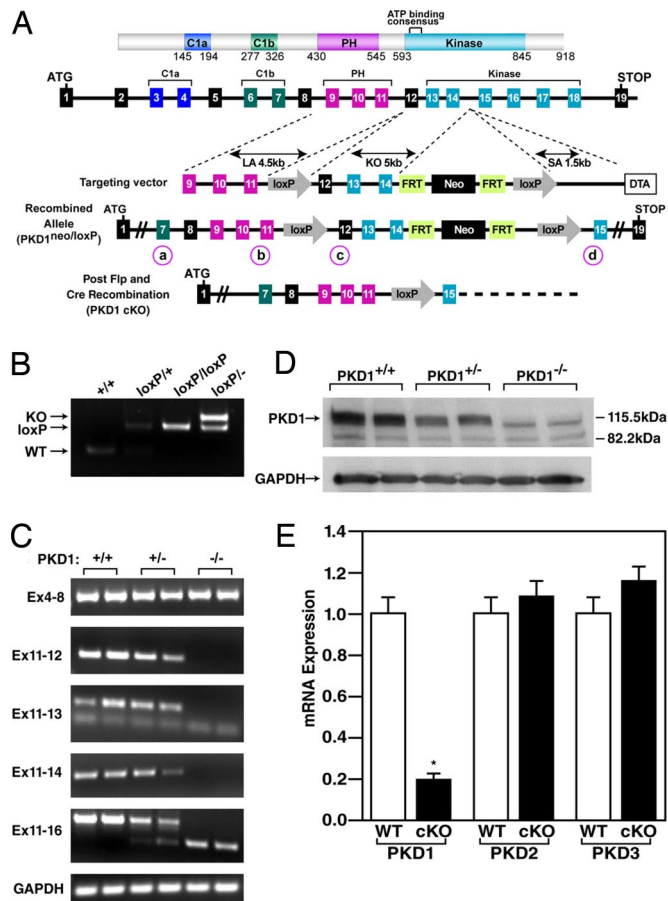 A
ATP binding
consensus
C1a C1b PH Kinase
145 194 277 326 430 545 593 845 918
C1a C1b PH Kinase
ATG STOP
1 2 3 4 5 6 7 8 9 10 11 12 13 14 15 16 17 18 19
LA 4.5kb KO 5kb SA 1.5kb
Targeting vector 9 10 11 loxP 12 13 14 FRT Neo FRT loxP DTA
Recombined
Allele
(PKD1neo/loxP)
ATG STOP
1 // 7 8 9 10 11 loxP 12 13 14 FRT Neo FRT loxP 15 // 19
a b c d
Post Flp and
Cre Recombination
(PKD1 cKO)
ATG
1 // 7 8 9 10 11 loxP 15
B
+/+ loxP/+ loxP/loxP loxP/-
KO
loxP
WT
C
PKD1: +/+ +/- -/-
Ex4-8
Ex11-12
Ex11-13
Ex11-14
Ex11-16
GAPDH
D
PKD1+/+ PKD1+/- PKD1-/-
PKD1
115.5kDa
82.2kDa
GAPDH
E
mRNA Expression
1.4
1.2
1.0
0.8
0.6
0.4
0.2
0.0
*
WT cKO WT cKO WT cKO
PKD1 PKD2 PKD3